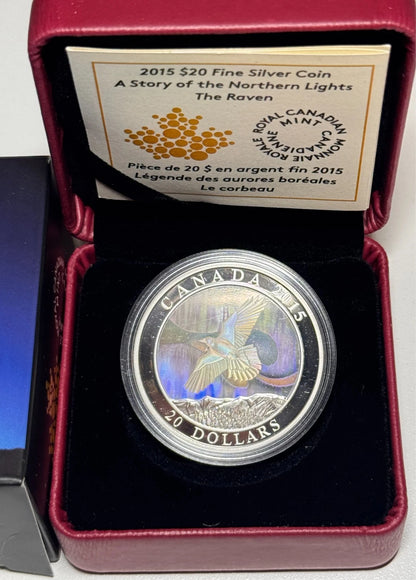 2015 $20 Fine Silver Coin
A Story of the Northern Lights
The Raven
ROYAL CANADIAN MINT
MONNAIE ROYALE CANADIENNE
Pièce de 20 $ en argent fin 2015
Légende des aurores boréales
Le corbeau
CANADA 2015
20 DOLLARS